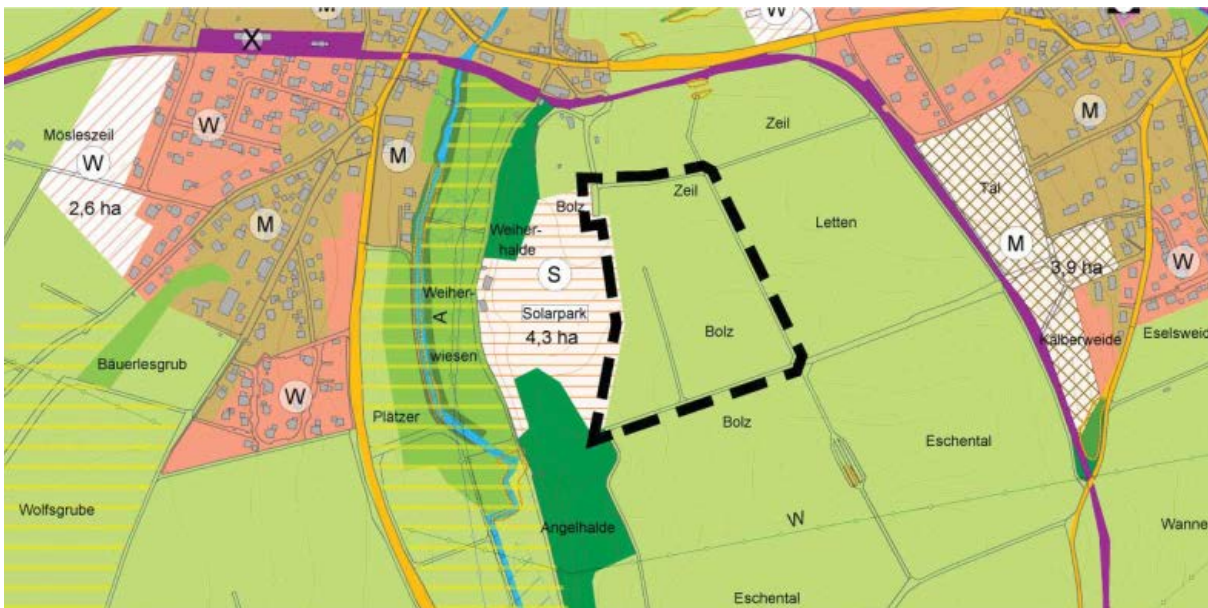 M
W
X
Mösleszeil
W
W
2,6 ha
M
M
Zeil
Zeil
M
Tal
Bolz
Letten
Weiher-
halde
M
3,9 ha
W
S
Solarpark
4,3 ha
Weiher-
A
wiesen
Bolz
Kälberweide
Eselsweid
Bäuerlesgrub
W
Plätzer
Bolz
Eschental
Wolfsgrube
Angelhalde
W
Wanne
Eschental